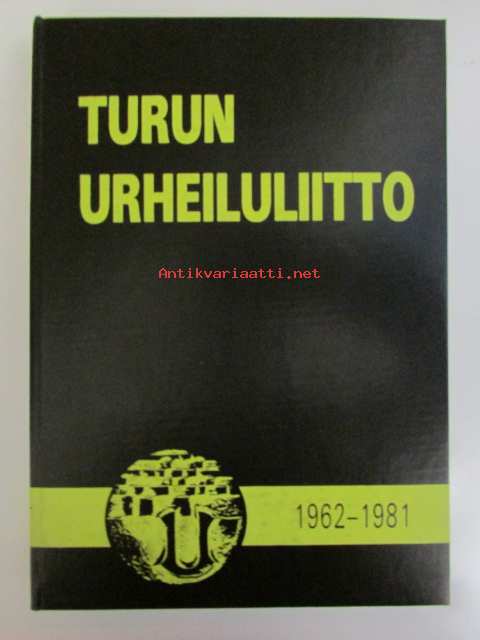 TURUN
URHEILULIITTO
Antikvariaatti.net
1962-1981